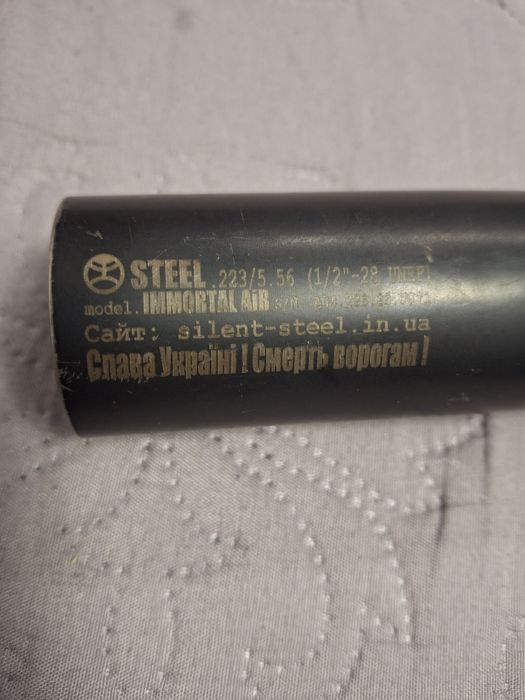 STEEL .223/5.56 (1/2"-28 UNEF)
model. IMMORTAL AIR S/N.
Сайт: silent-steel.in.ua
Слава Україні ! Смерть ворогам !